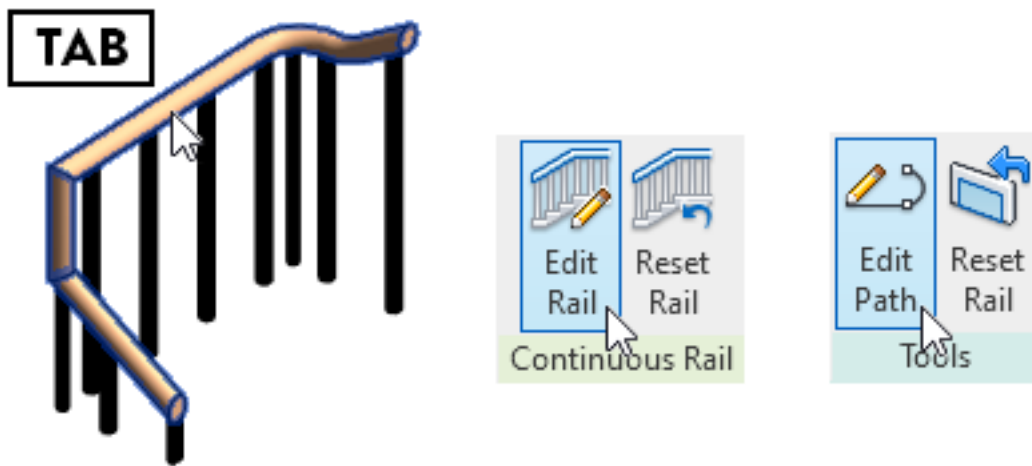 TAB
Edit Rail
Reset Rail
Continuous Rail
Edit Path
Reset Rail
Tools